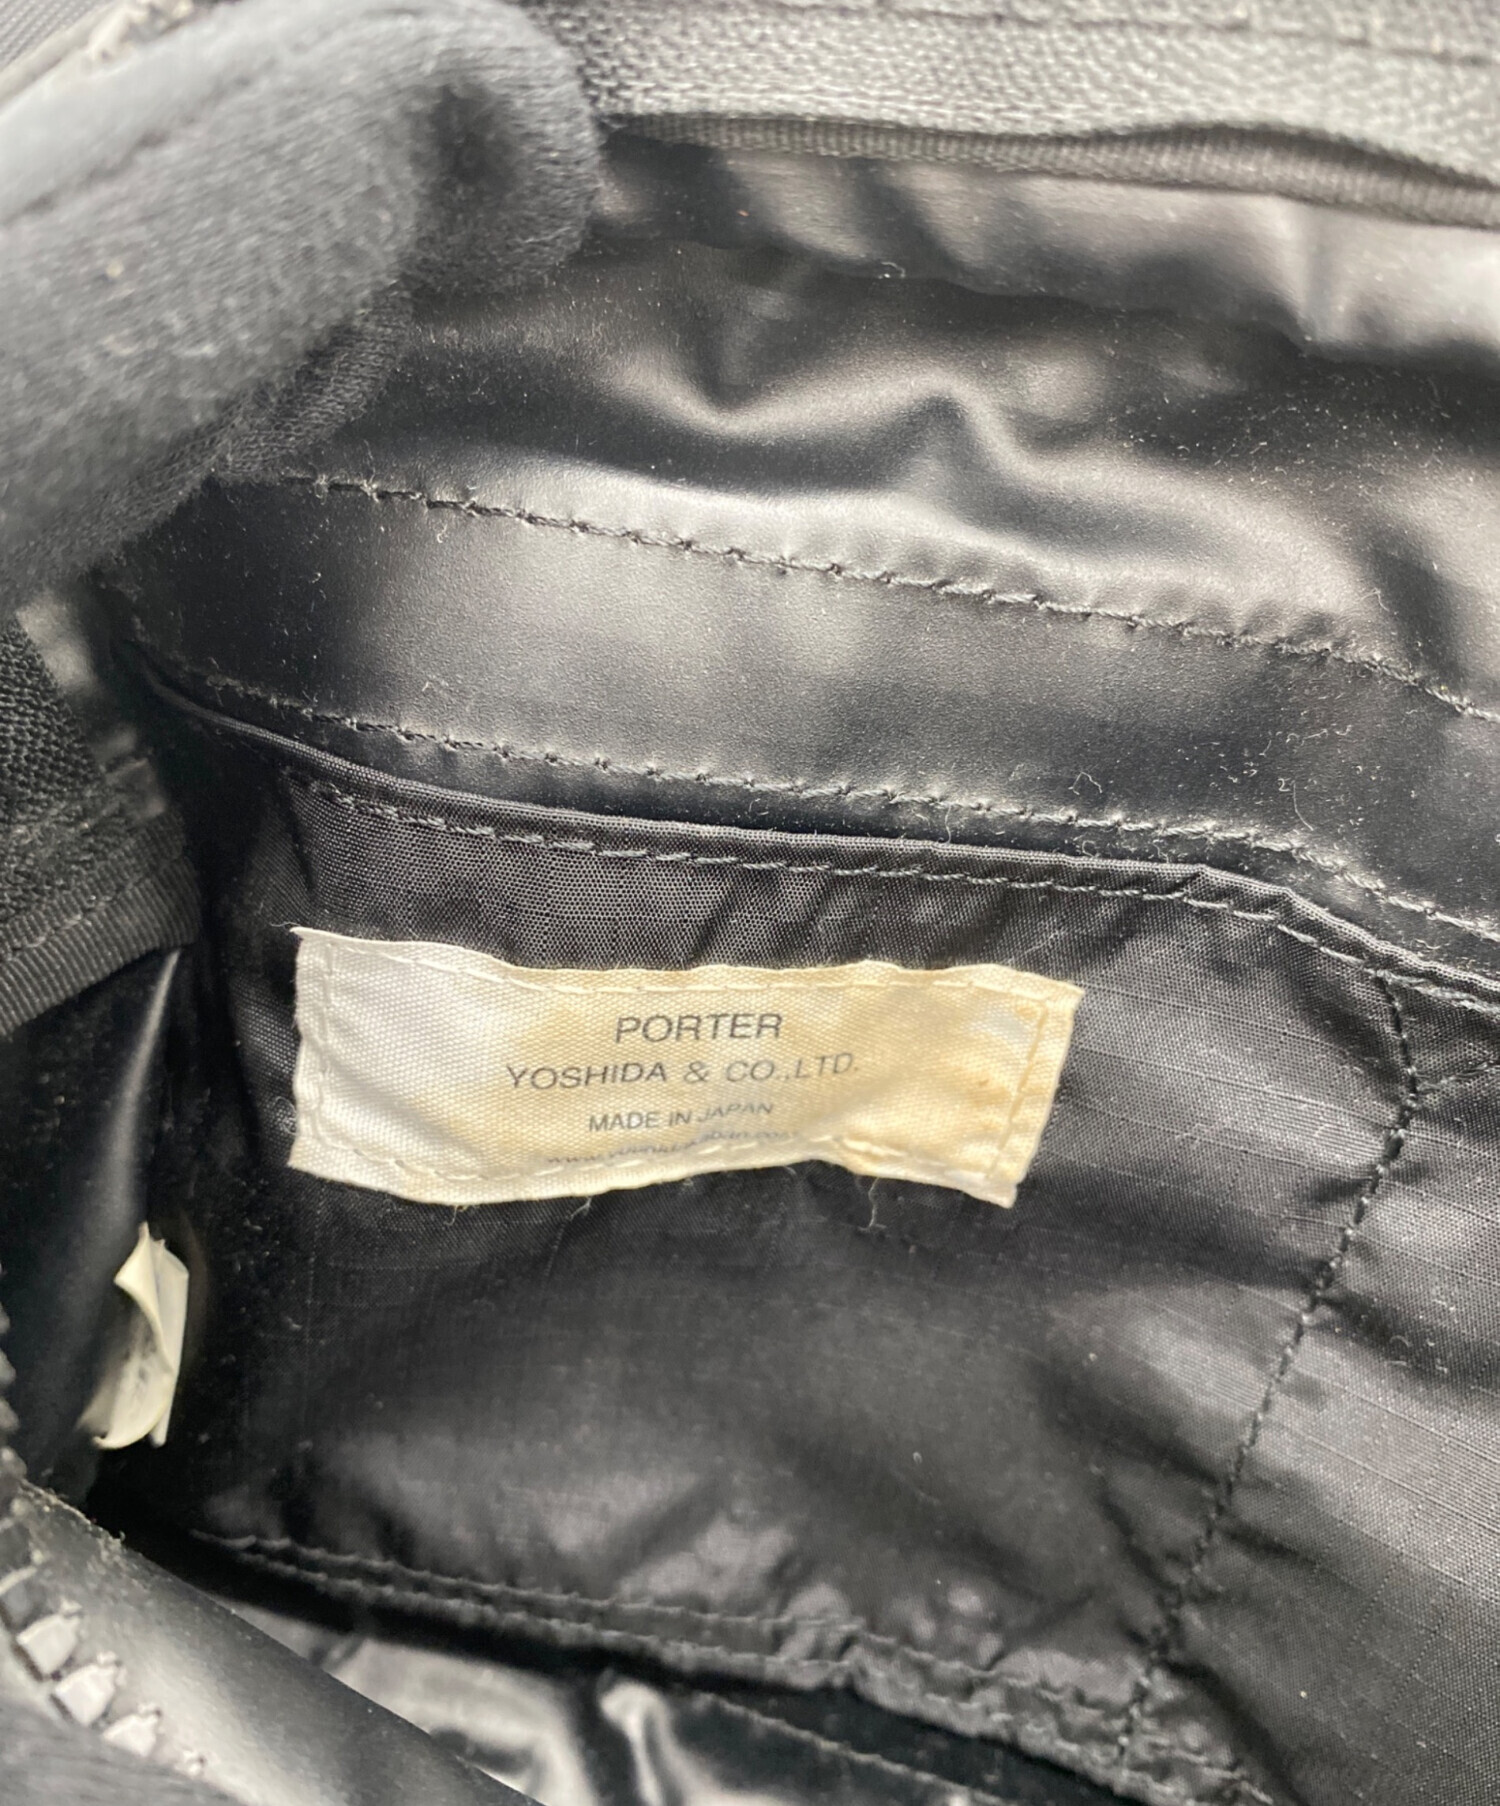 PORTER
YOSHIDA & CO.,LTD.
MADE IN JAPAN